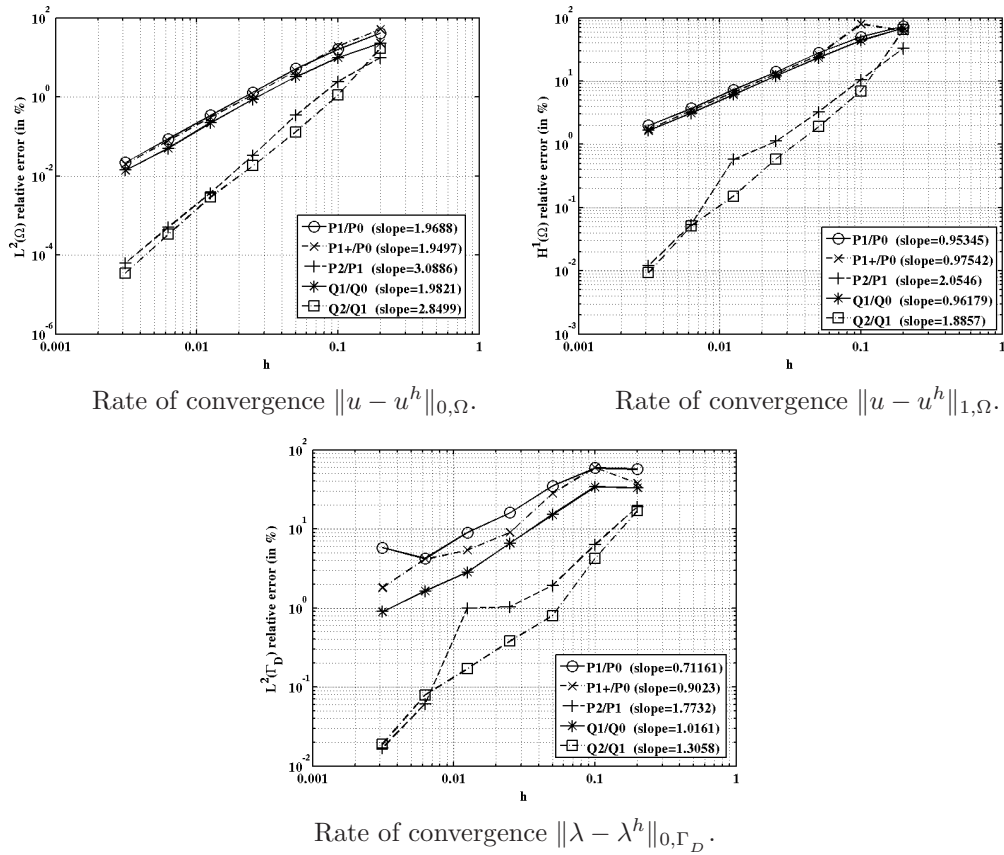 10^2
10^0
10^-2
10^-4
10^-6
L^2(Ω) relative error (in %)
P1/P0 (slope=1.9688)
P1+/P0 (slope=1.9497)
P2/P1 (slope=3.0886)
Q1/Q0 (slope=1.9821)
Q2/Q1 (slope=2.8499)
0.001 0.01 0.1 1
h
Rate of convergence ‖u − u^h‖_{0,Ω}.
10^2
10^1
10^0
10^-1
10^-2
10^-3
H^1(Ω) relative error (in %)
P1/P0 (slope=0.95345)
P1+/P0 (slope=0.97542)
P2/P1 (slope=2.0546)
Q1/Q0 (slope=0.96179)
Q2/Q1 (slope=1.8857)
0.001 0.01 0.1 1
h
Rate of convergence ‖u − u^h‖_{1,Ω}.
10^2
10^1
10^0
10^-1
10^-2
L^2(Γ_D) relative error (in %)
P1/P0 (slope=0.71161)
P1+/P0 (slope=0.9023)
P2/P1 (slope=1.7732)
Q1/Q0 (slope=1.0161)
Q2/Q1 (slope=1.3058)
0.001 0.01 0.1 1
h
Rate of convergence ‖λ − λ^h‖_{0,Γ_D}.